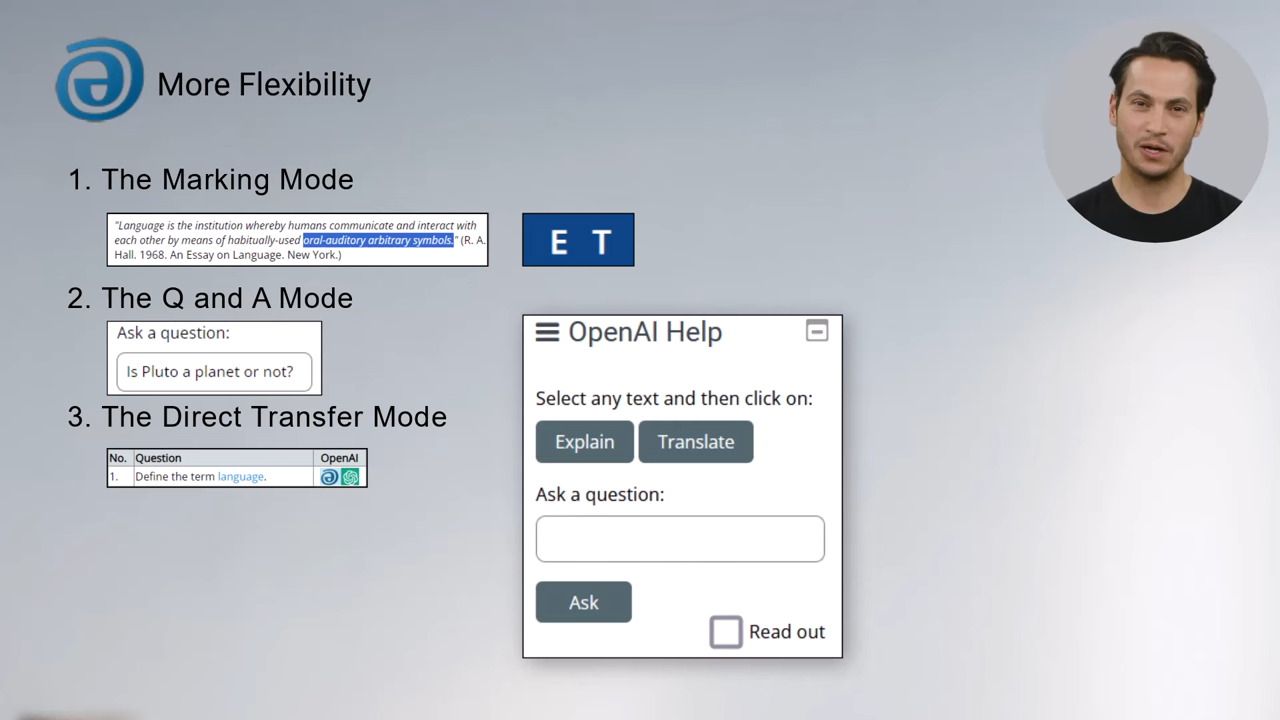 More Flexibility
1. The Marking Mode
"Language is the institution whereby humans communicate and interact with
each other by means of habitually-used oral-auditory arbitrary symbols." (R. A.
Hall. 1968. An Essay on Language. New York.)
E T
2. The Q and A Mode
Ask a question:
Is Pluto a planet or not?
3. The Direct Transfer Mode
No. Question OpenAI
1. Define the term language.
OpenAI Help
Select any text and then click on:
Explain Translate
Ask a question:
Ask
Read out